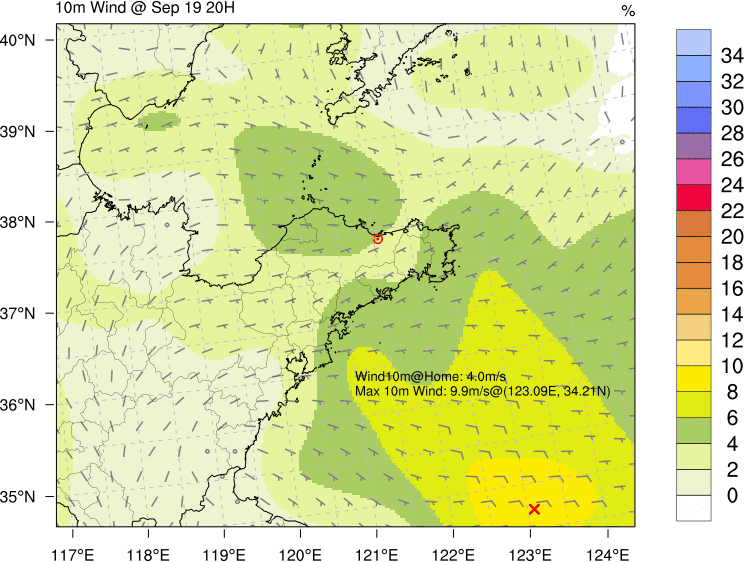 10m Wind @ Sep 19 20H
%
40°N
39°N
38°N
37°N
36°N
35°N
Wind10m@Home: 4.0m/s
Max 10m Wind: 9.9m/s@(123.09E, 34.21N)
117°E 118°E 119°E 120°E 121°E 122°E 123°E 124°E
34
32
30
28
26
24
22
20
18
16
14
12
10
8
6
4
2
0